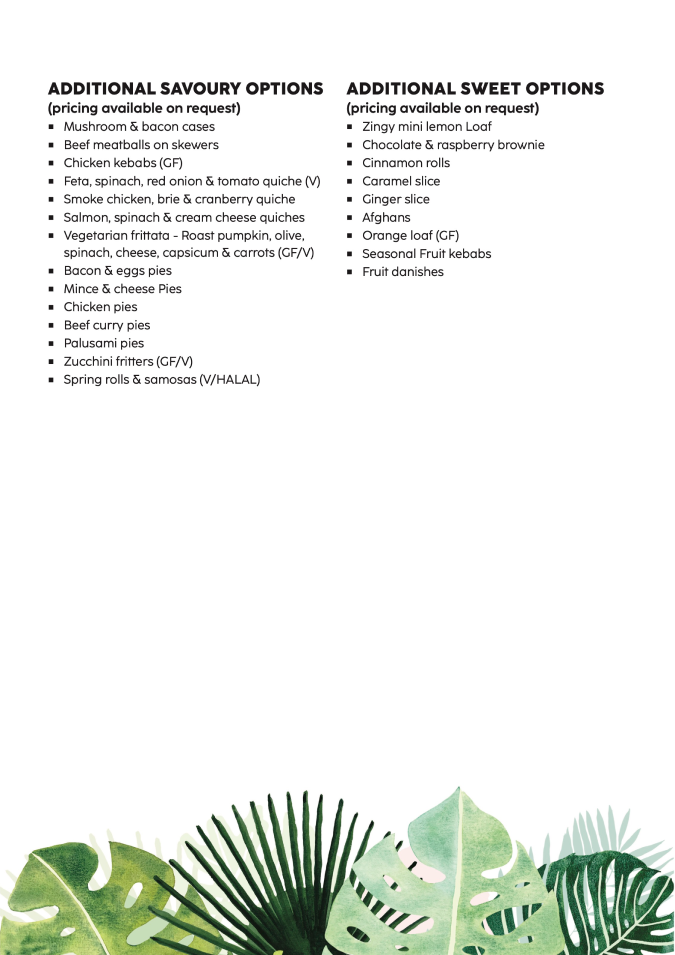 ADDITIONAL SAVOURY OPTIONS
(pricing available on request)
▪ Mushroom & bacon cases
▪ Beef meatballs on skewers
▪ Chicken kebabs (GF)
▪ Feta, spinach, red onion & tomato quiche (V)
▪ Smoke chicken, brie & cranberry quiche
▪ Salmon, spinach & cream cheese quiches
▪ Vegetarian frittata - Roast pumpkin, olive,
spinach, cheese, capsicum & carrots (GF/V)
▪ Bacon & eggs pies
▪ Mince & cheese Pies
▪ Chicken pies
▪ Beef curry pies
▪ Palusami pies
▪ Zucchini fritters (GF/V)
▪ Spring rolls & samosas (V/HALAL)
ADDITIONAL SWEET OPTIONS
(pricing available on request)
▪ Zingy mini lemon Loaf
▪ Chocolate & raspberry brownie
▪ Cinnamon rolls
▪ Caramel slice
▪ Ginger slice
▪ Afghans
▪ Orange loaf (GF)
▪ Seasonal Fruit kebabs
▪ Fruit danishes